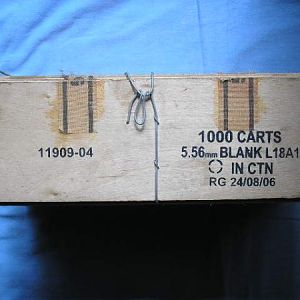 11909-04
1000 CARTS
5.56mm BLANK L18A1
IN CTN
RG 24/08/06